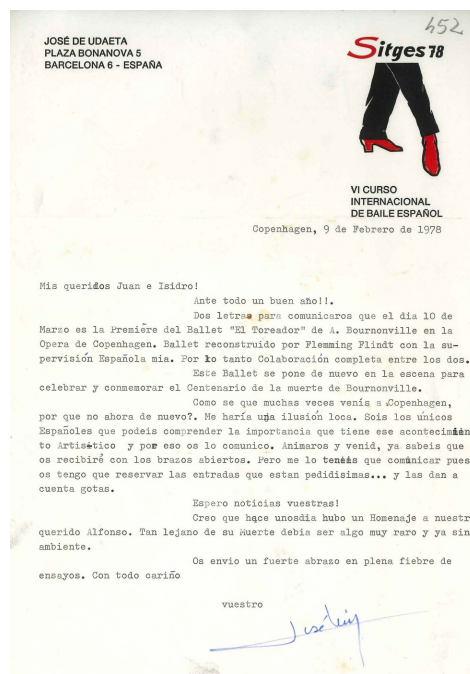 452
JOSÉ DE UDAETA
PLAZA BONANOVA 5
BARCELONA 6 - ESPAÑA
Sitges 78
VI CURSO
INTERNACIONAL
DE BAILE ESPAÑOL
Copenhagen, 9 de Febrero de 1978
Mis queridos Juan e Isidro!
Ante todo un buen año!!.
Dos letras para comunicaros que el dia 10 de
Marzo es la Première del Ballet "El Toreador" de A. Bournonville en la
Opera de Copenhagen. Ballet reconstruido por Flemming Flindt con la su-
pervisión Española mia. Por lo tanto Colaboración completa entre los dos.
Este Ballet se pone de nuevo en la escena para
celebrar y conmemorar el Centenario de la muerte de Bournonville.
Como se que muchas veces venís a Copenhagen,
por que no ahora de nuevo?. Me haría una ilusión loca. Sois los únicos
Españoles que podeis comprender la importancia que tiene ese acontecimien
to Artistico y por eso os lo comunico. Animaros y venid, ya sabeis que
os recibiré con los brazos abiertos. Pero me lo teneis que comunicar pues
os tengo que reservar las entradas que estan pedidisimas... y las dan a
cuenta gotas.
Espero noticias vuestras!
Creo que hace unosdia hubo un Homenaje a nuestr
querido Alfonso. Tan lejano de su Muerte debia ser algo muy raro y ya sin
ambiente.
Os envio un fuerte abrazo en plena fiebre de
ensayos. Con todo cariño
vuestro
José Luis